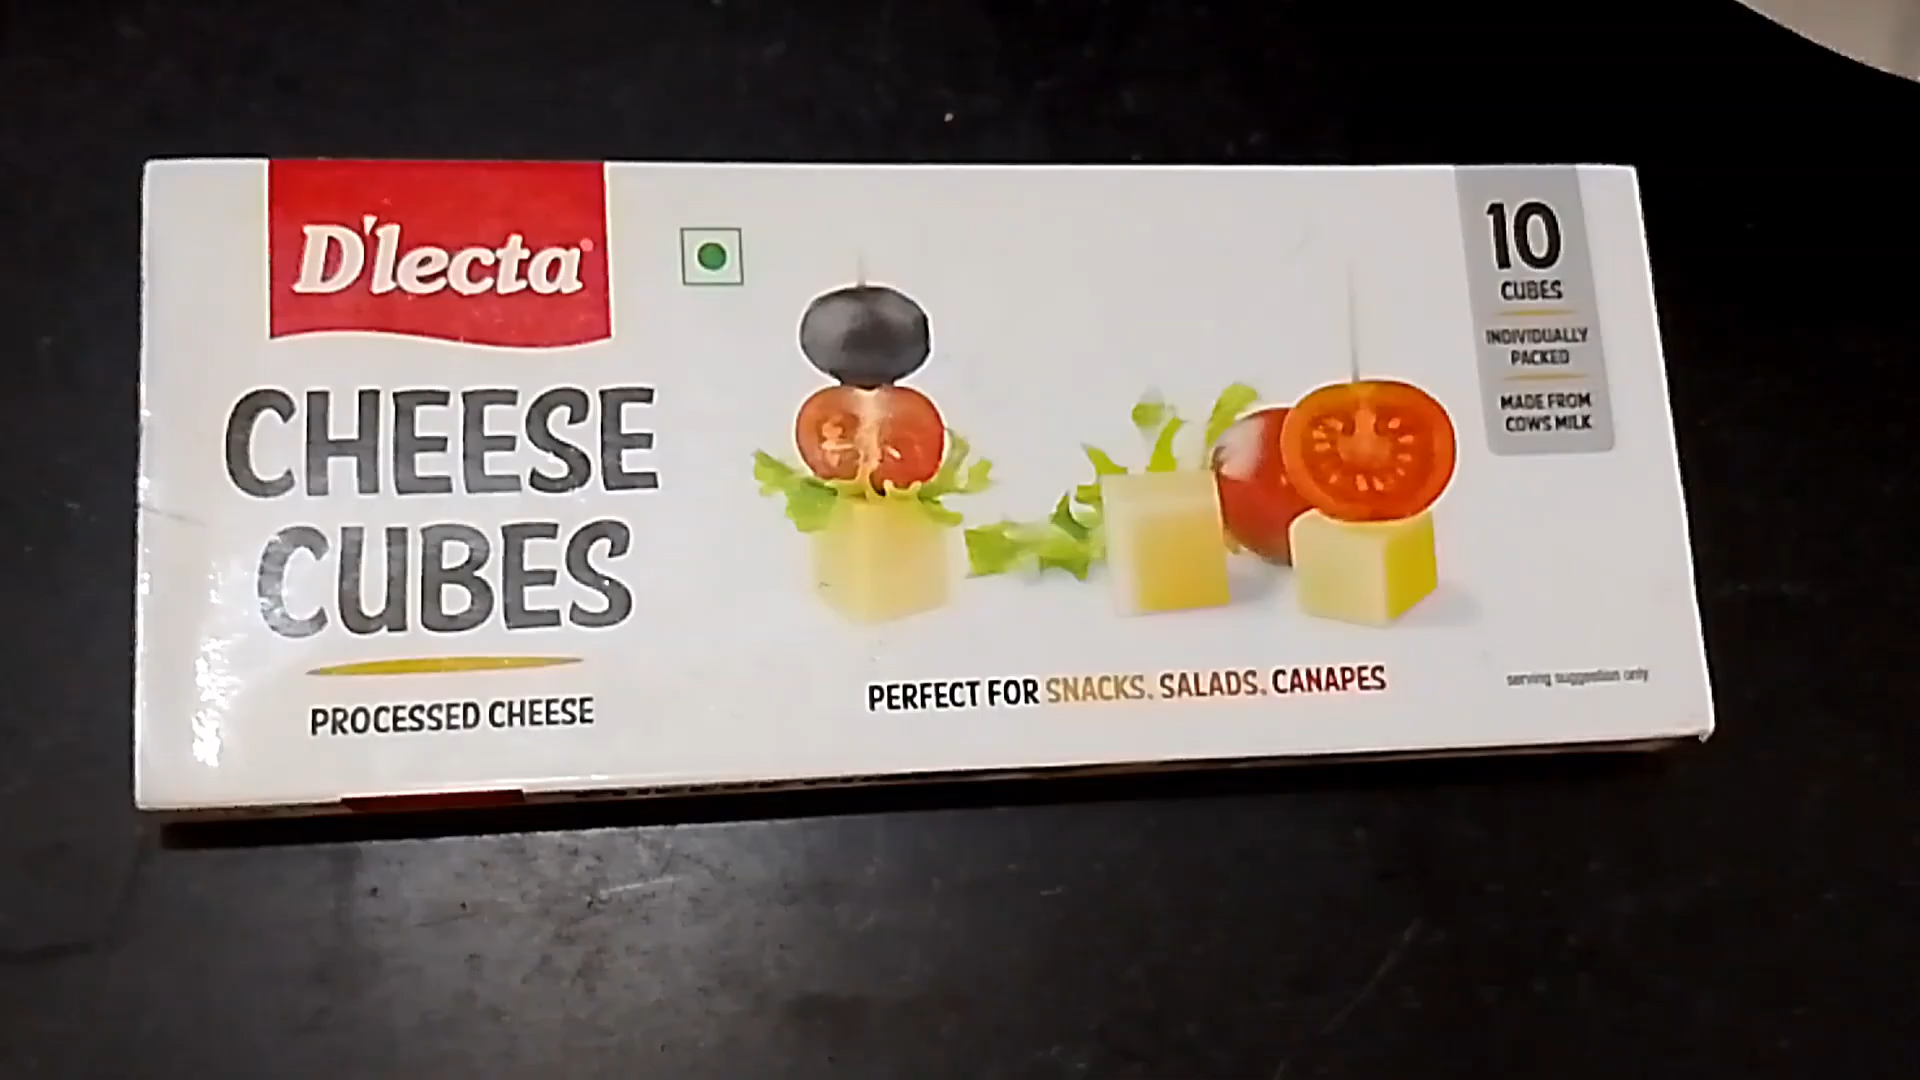 D'lecta
CHEESE
CUBES
PROCESSED CHEESE
10
CUBES
INDIVIDUALLY
PACKED
MADE FROM
COWS MILK
PERFECT FOR SNACKS. SALADS. CANAPES
serving suggestion only